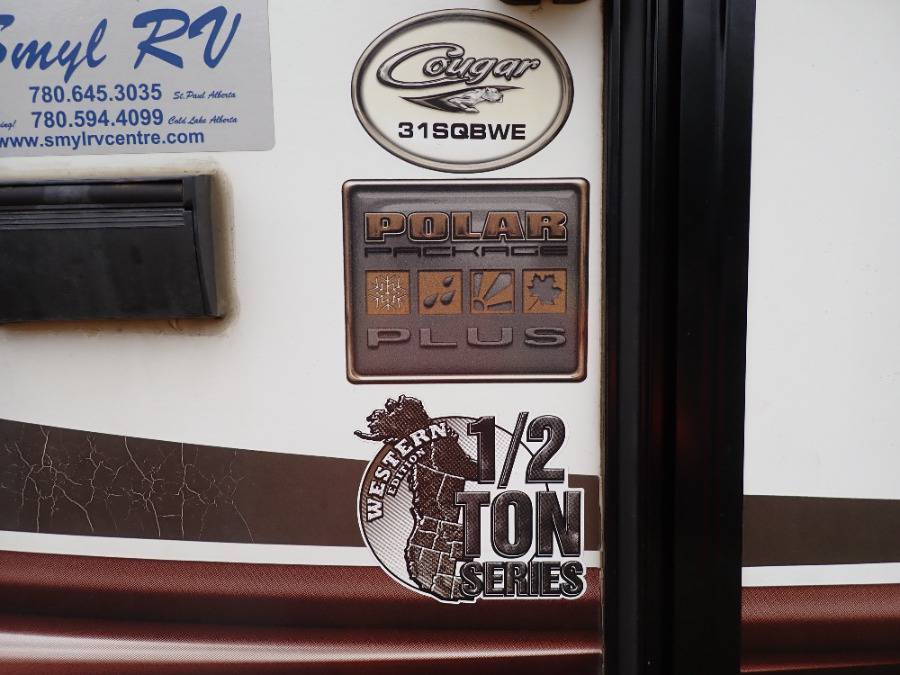 Smyl RV
780.645.3035 St. Paul Alberta
780.594.4099 Cold Lake Alberta
www.smylrvcentre.com
Cougar
31SQBWE
POLAR
PACKAGE
PLUS
WESTERN
EDITION
1/2
TON
SERIES